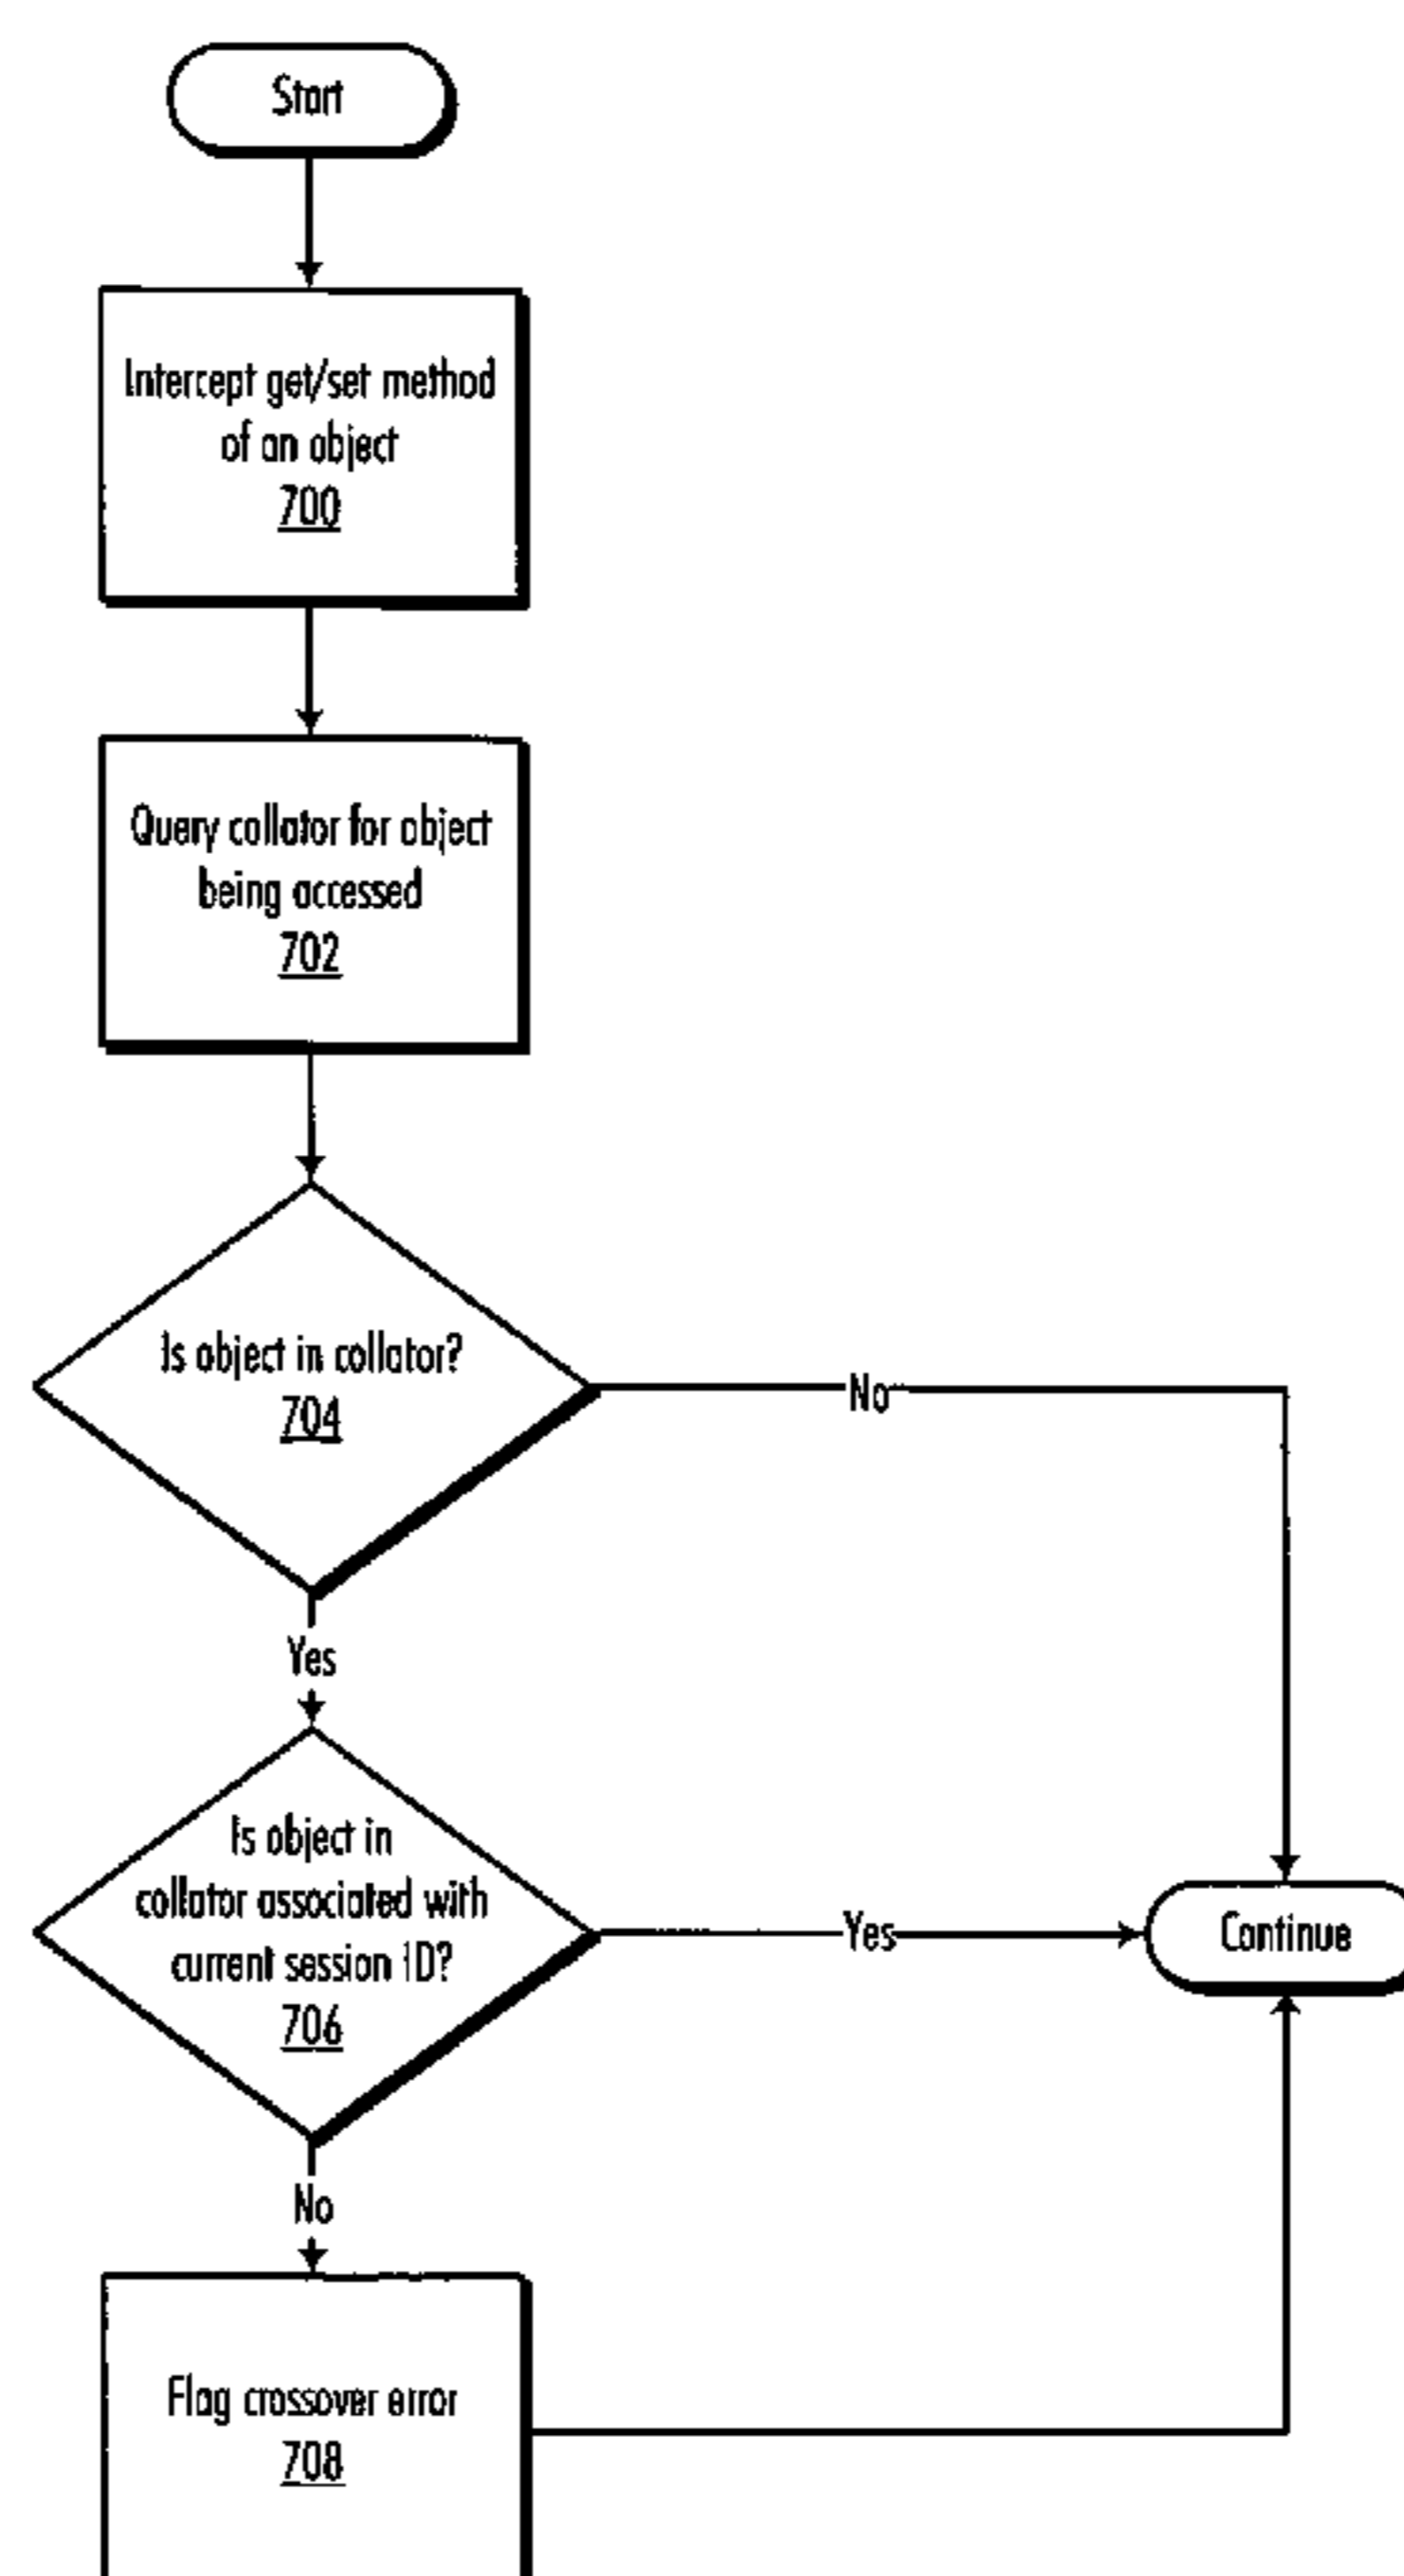 Start
Intercept get/set method
of an object
700
Query collator for object
being accessed
702
Is object in collator?
704
No
Yes
Is object in
collator associated with
current session ID?
706
Yes
Continue
No
Flag crossover error
708